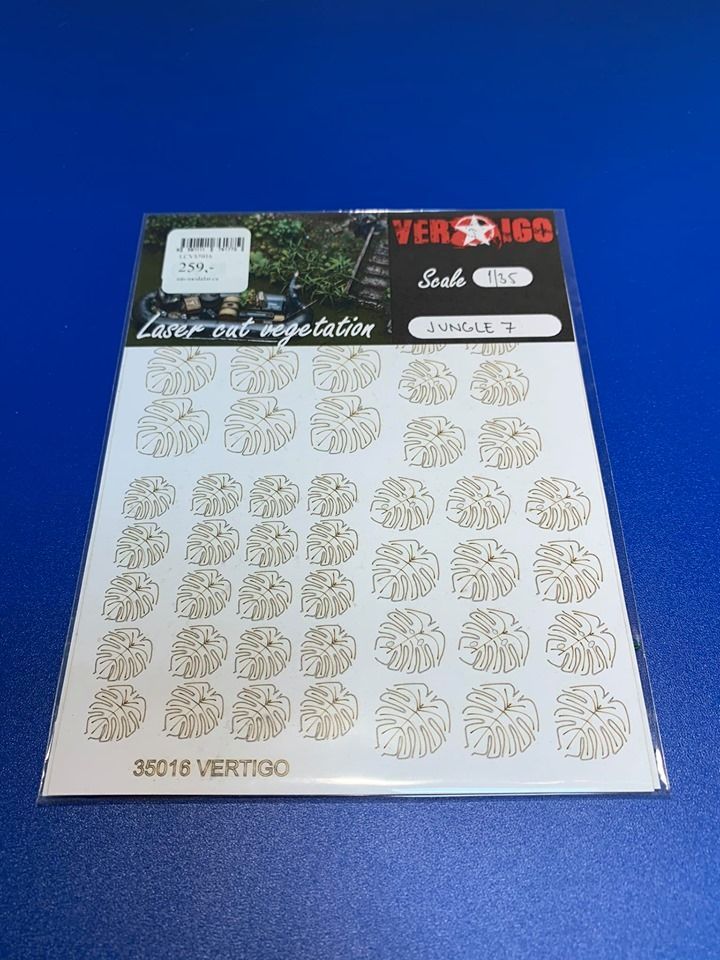 VERTIGO
259,-
Scale 1/35
JUNGLE 7
Laser cut vegetation
35016 VERTIGO